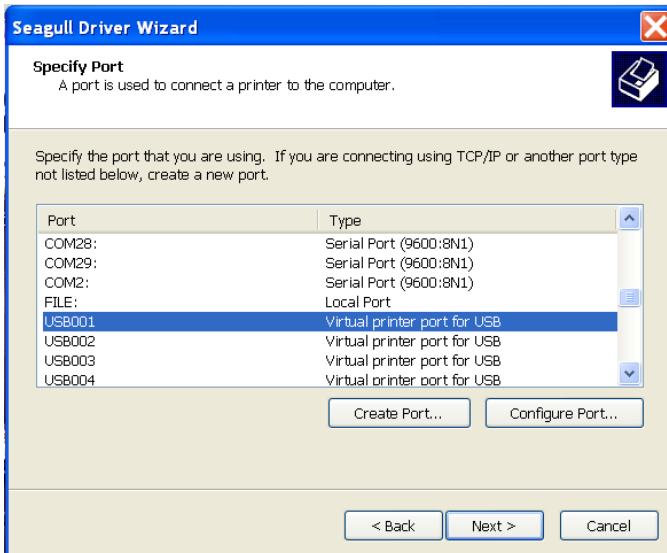 Seagull Driver Wizard
Specify Port
A port is used to connect a printer to the computer.
Specify the port that you are using. If you are connecting using TCP/IP or another port type
not listed below, create a new port.
Port Type
COM28: Serial Port (9600:8N1)
COM29: Serial Port (9600:8N1)
COM2: Serial Port (9600:8N1)
FILE: Local Port
USB001 Virtual printer port for USB
USB002 Virtual printer port for USB
USB003 Virtual printer port for USB
USB004 Virtual printer port for USB
Create Port... Configure Port...
< Back Next > Cancel